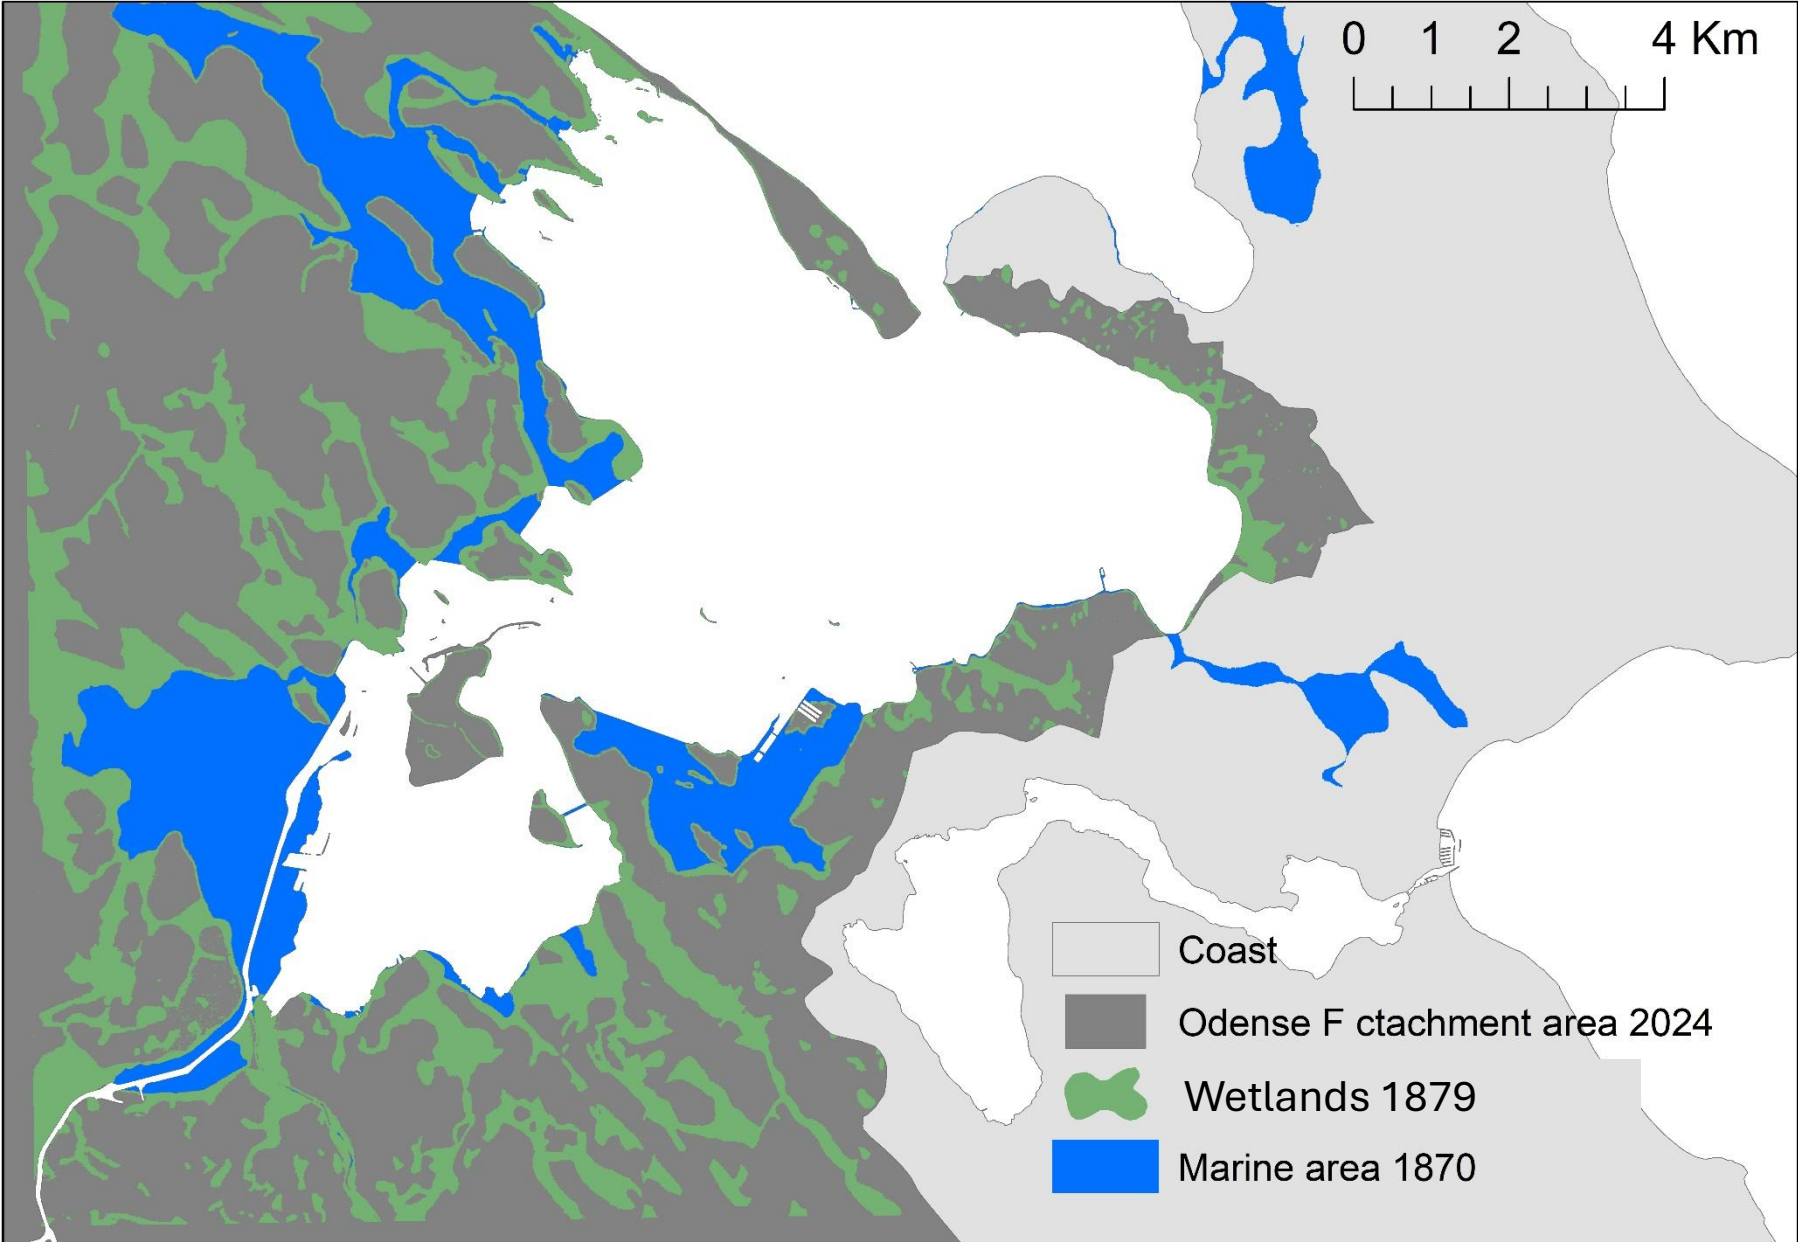 0 1 2 4 Km
Coast
Odense F ctachment area 2024
Wetlands 1879
Marine area 1870